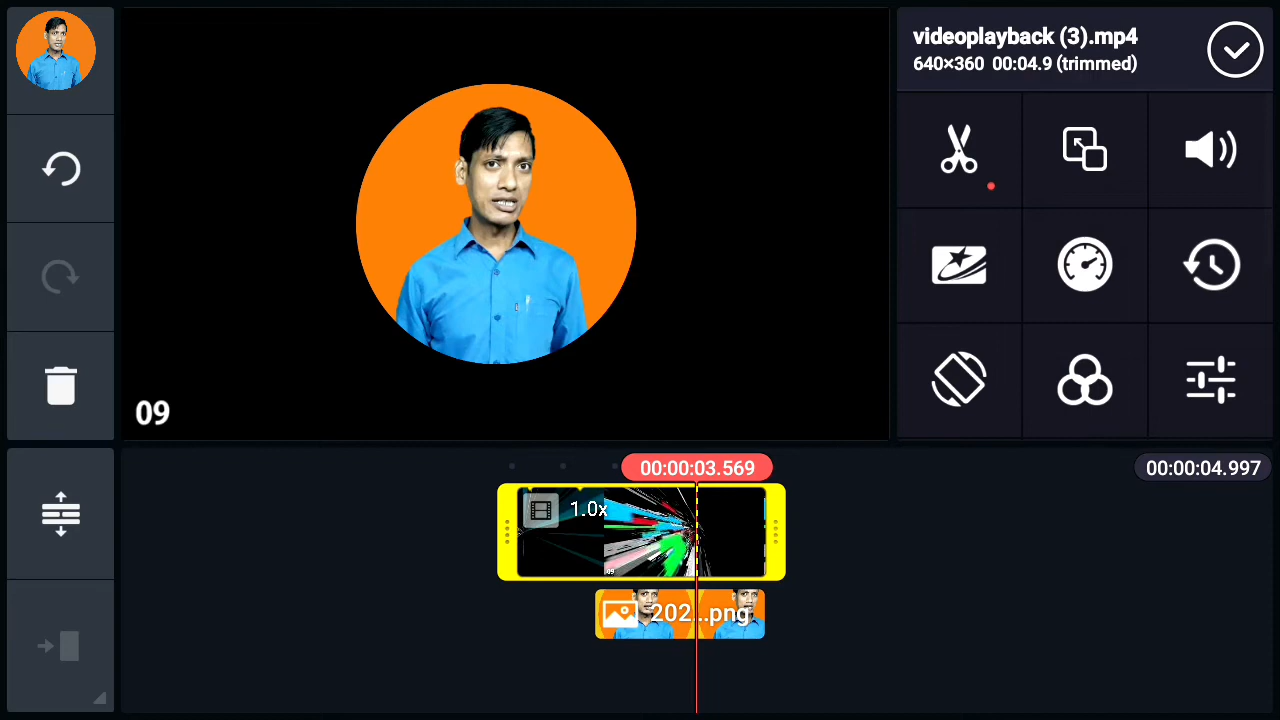 videoplayback (3).mp4
640×360 00:04.9 (trimmed)
09
00:00:03.569
00:00:04.997
1.0x
09
202...png